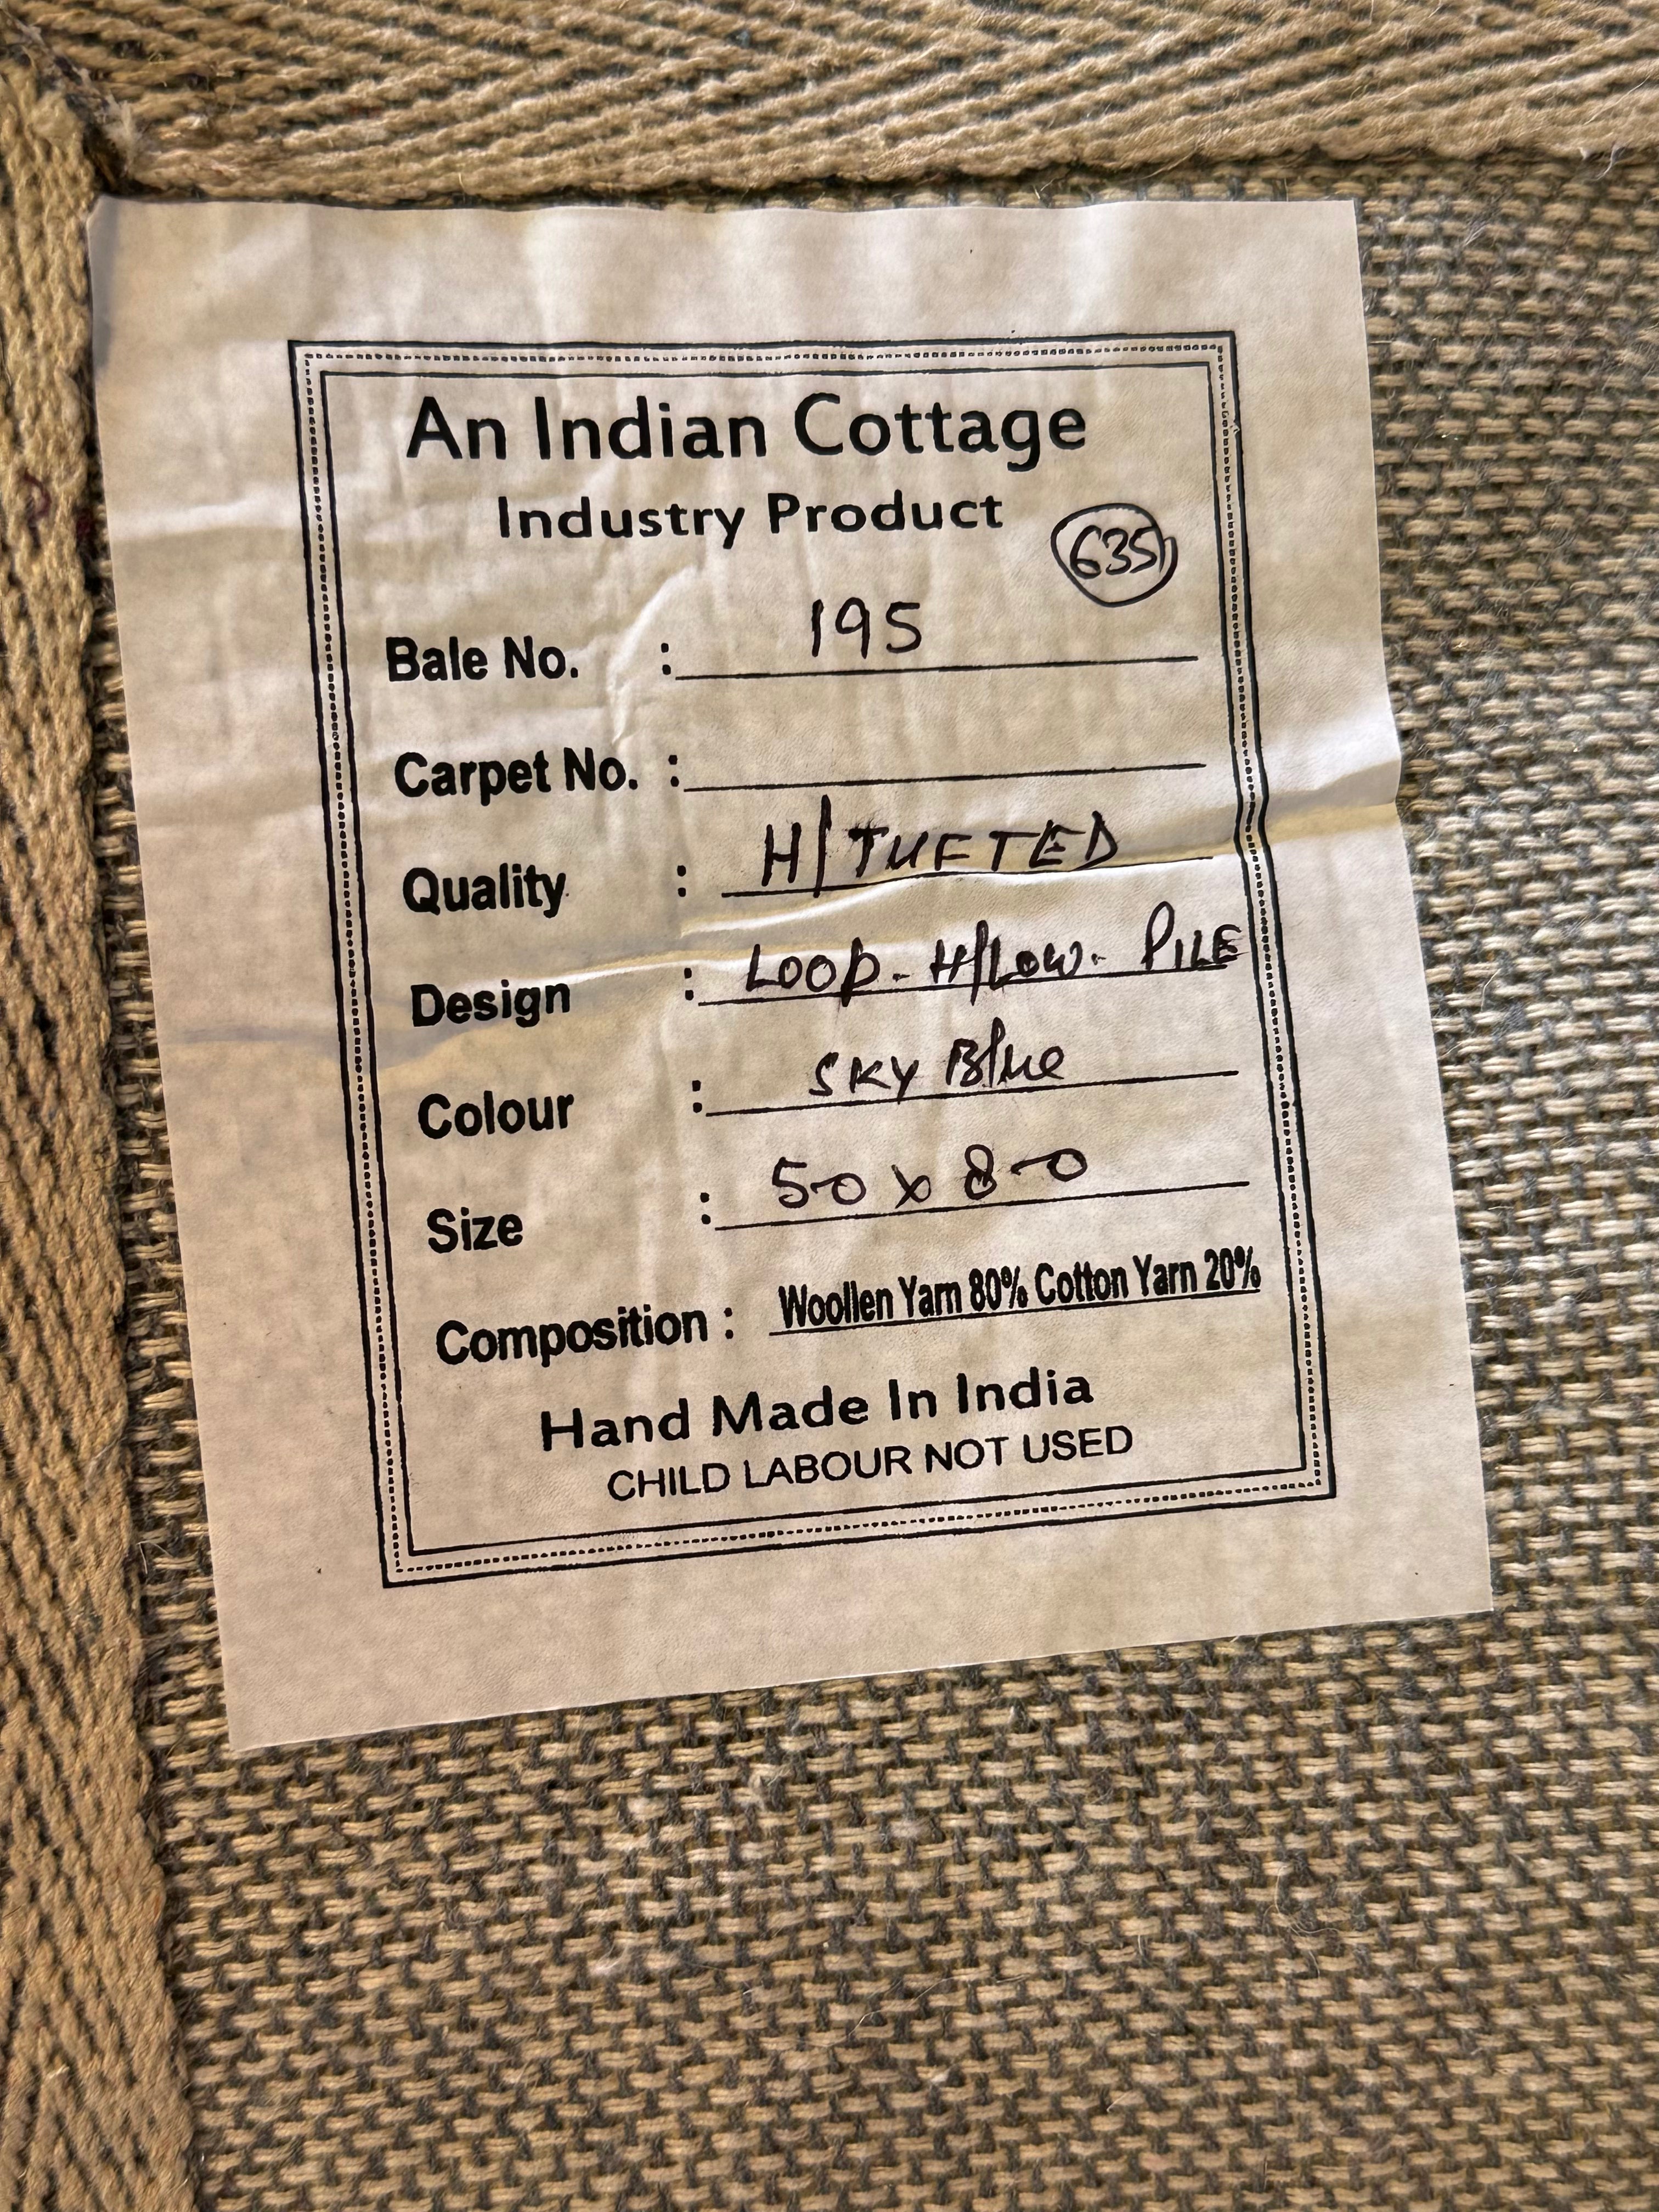 An Indian Cottage
Industry Product
635
Bale No. : 195
Carpet No. :
Quality : H/TUFTED
Design : LOOP- H/LOW- PILE
Colour : SKY Blue
Size : 5-0 x 8-0
Composition : Woollen Yarn 80% Cotton Yarn 20%
Hand Made In India
CHILD LABOUR NOT USED